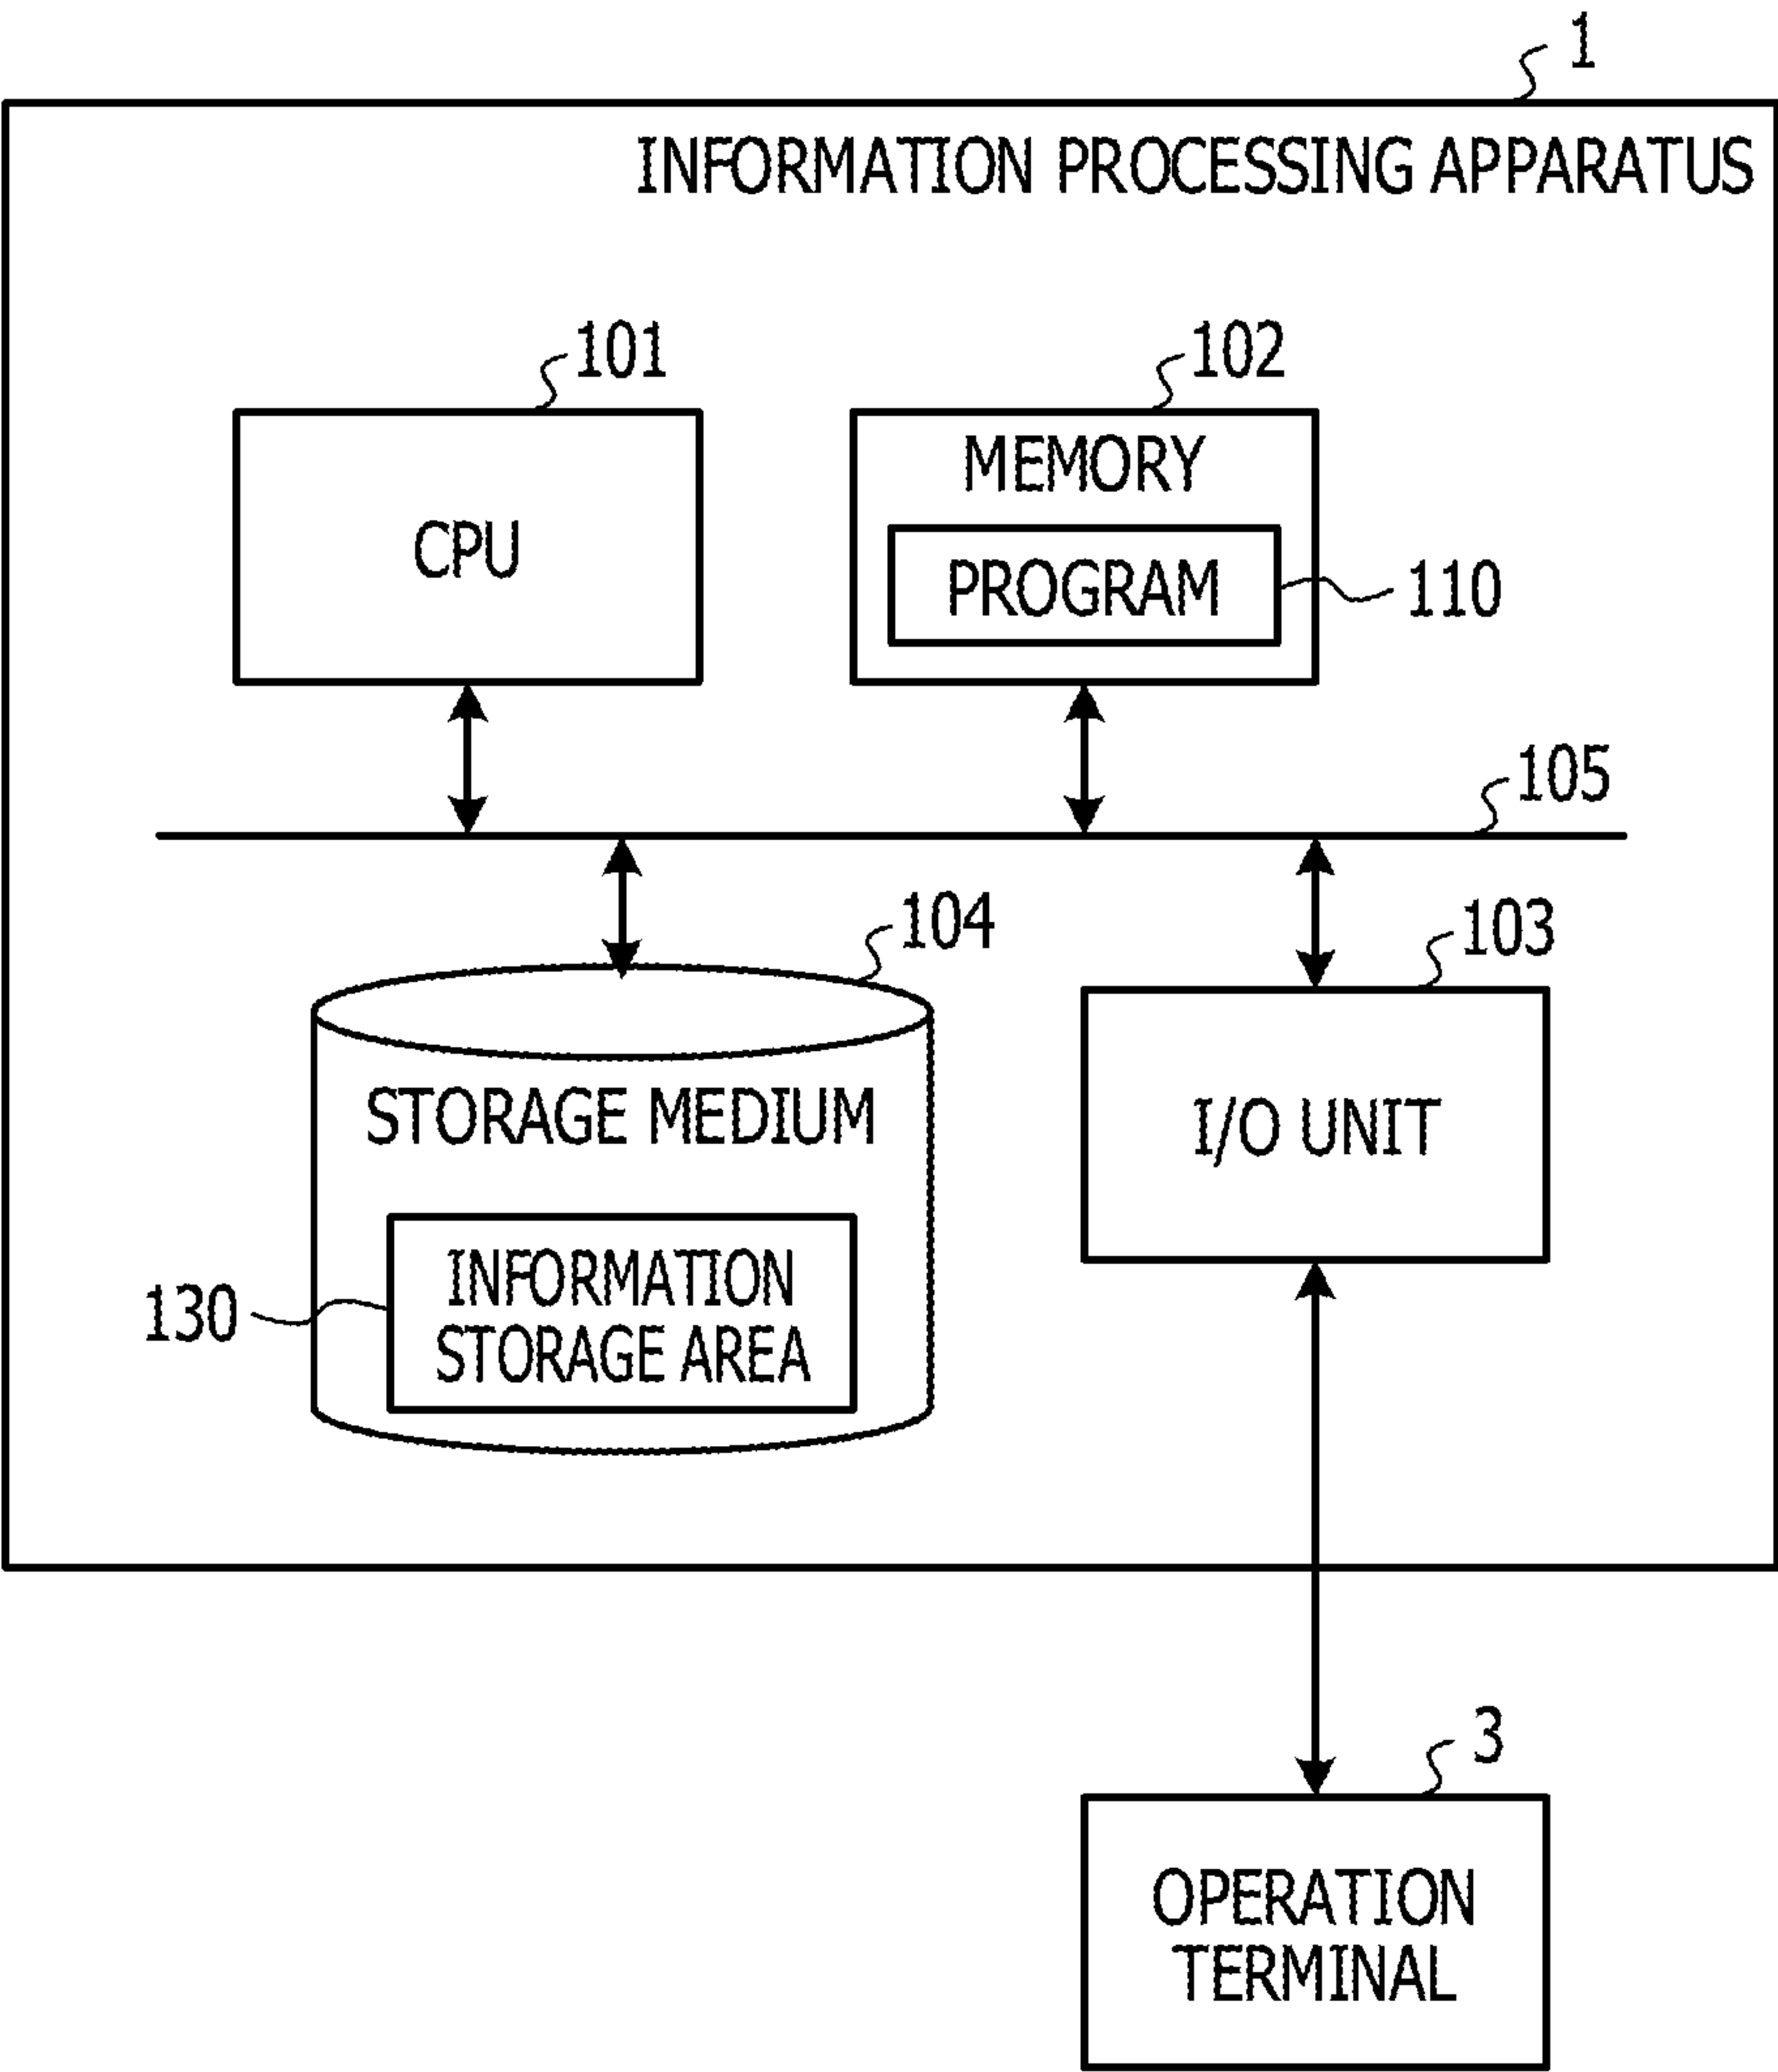 1
INFORMATION PROCESSING APPARATUS
101
102
CPU
MEMORY
PROGRAM
110
105
104
103
STORAGE MEDIUM
I/O UNIT
130
INFORMATION
STORAGE AREA
3
OPERATION
TERMINAL